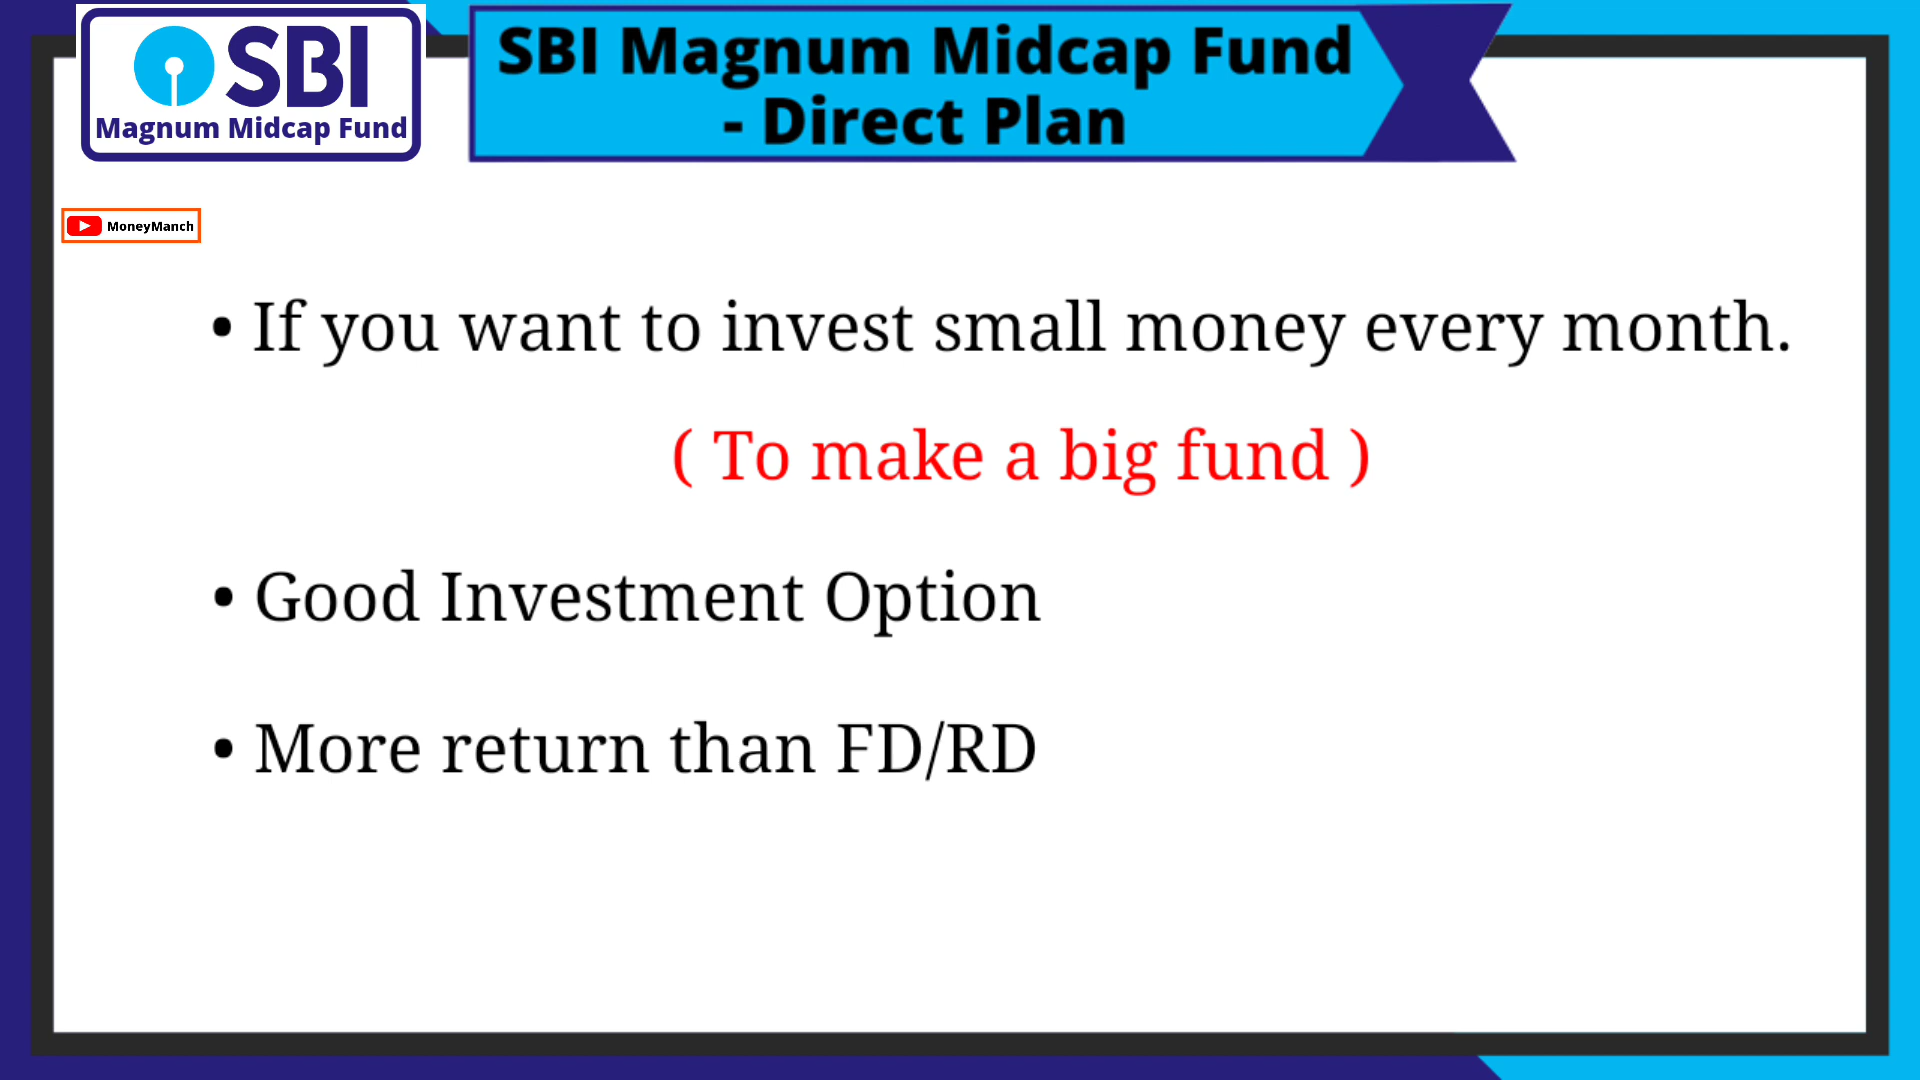 SBI
Magnum Midcap Fund
SBI Magnum Midcap Fund
- Direct Plan
MoneyManch
• If you want to invest small money every month.
( To make a big fund )
• Good Investment Option
• More return than FD/RD